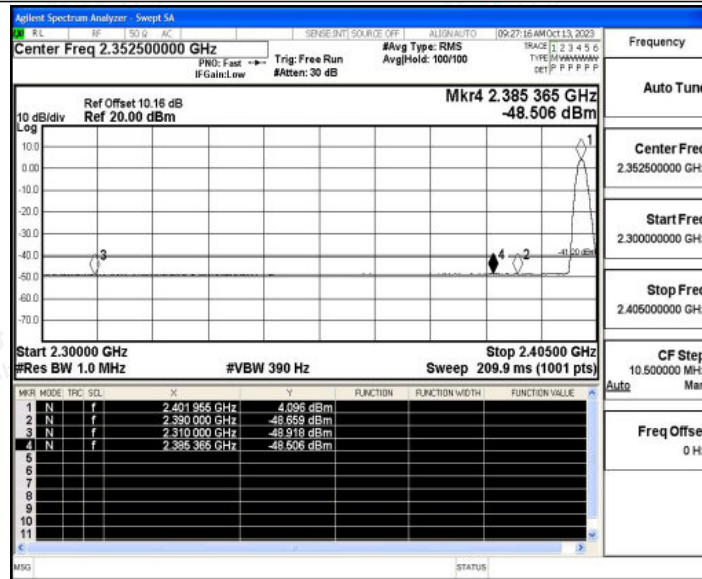 Agilent Spectrum Analyzer - Swept SA
RL RF 50 Ω AC SENSE:INT SOURCE OFF ALIGN AUTO 09:27:16 AM Oct 13, 2023
Center Freq 2.352500000 GHz
PNO: Fast
IFGain:Low
Trig: Free Run
#Atten: 30 dB
#Avg Type: RMS
Avg|Hold: 100/100
TRACE 1 2 3 4 5 6
TYPE M
DET P P P P P P
Frequency
Auto Tune
Ref Offset 10.16 dB
10 dB/div Ref 20.00 dBm
Log
Mkr4 2.385 365 GHz
-48.506 dBm
10.0
0.00
-10.0
-20.0
-30.0
-40.0
-50.0
-60.0
-70.0
1
3
4
2
-41.20 dBm
Center Freq
2.352500000 GHz
Start Freq
2.300000000 GHz
Stop Freq
2.405000000 GHz
Start 2.30000 GHz Stop 2.40500 GHz
#Res BW 1.0 MHz #VBW 390 Hz Sweep 209.9 ms (1001 pts)
CF Step
10.500000 MHz
Auto Man
Freq Offset
0 Hz
MKR MODE TRC SCL X Y FUNCTION FUNCTION WIDTH FUNCTION VALUE
1 N f 2.401 955 GHz 4.096 dBm
2 N f 2.390 000 GHz -48.659 dBm
3 N f 2.310 000 GHz -48.918 dBm
4 N f 2.385 365 GHz -48.506 dBm
5
6
7
8
9
10
11
MSG STATUS